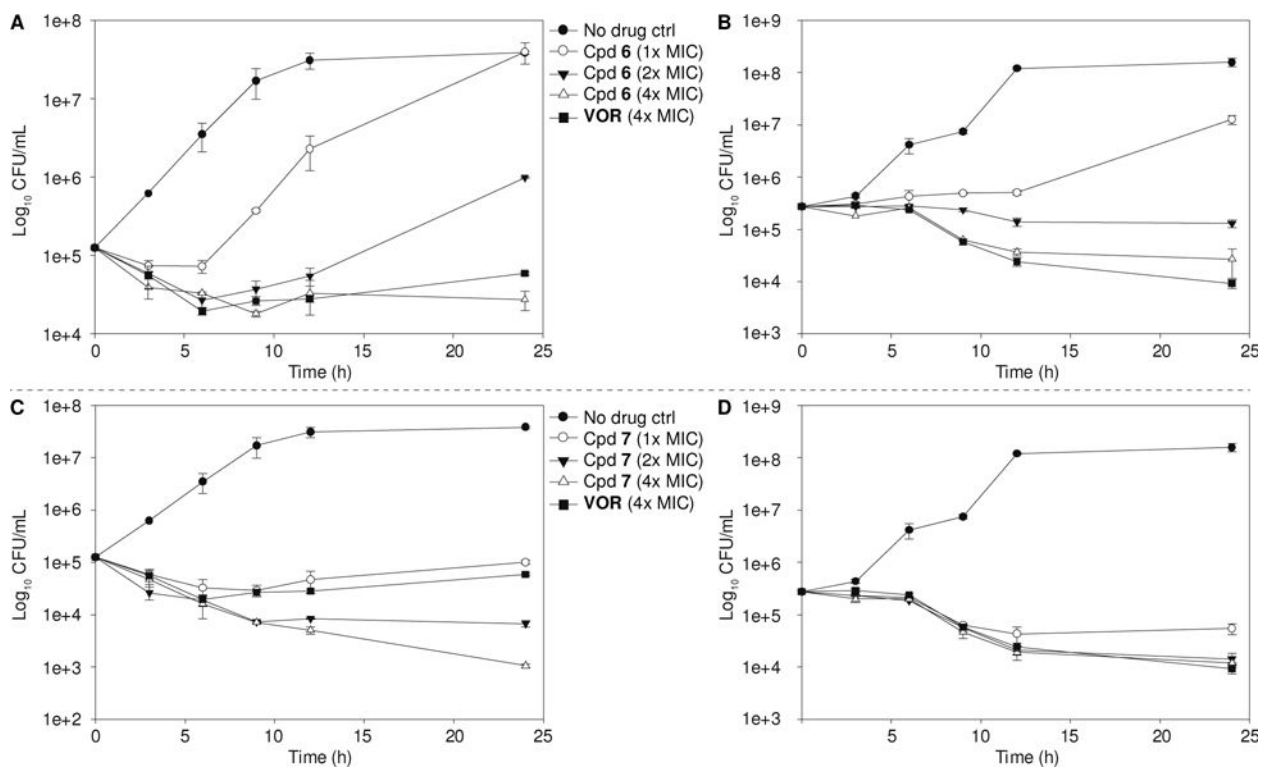 A
1e+8
1e+7
1e+6
1e+5
1e+4
Log10 CFU/mL
0 5 10 15 20 25
Time (h)
No drug ctrl
Cpd 6 (1x MIC)
Cpd 6 (2x MIC)
Cpd 6 (4x MIC)
VOR (4x MIC)
B
1e+9
1e+8
1e+7
1e+6
1e+5
1e+4
1e+3
Log10 CFU/mL
0 5 10 15 20 25
Time (h)
C
1e+8
1e+7
1e+6
1e+5
1e+4
1e+3
1e+2
Log10 CFU/mL
0 5 10 15 20 25
Time (h)
No drug ctrl
Cpd 7 (1x MIC)
Cpd 7 (2x MIC)
Cpd 7 (4x MIC)
VOR (4x MIC)
D
1e+9
1e+8
1e+7
1e+6
1e+5
1e+4
1e+3
Log10 CFU/mL
5 10 15 20 25
Time (h)